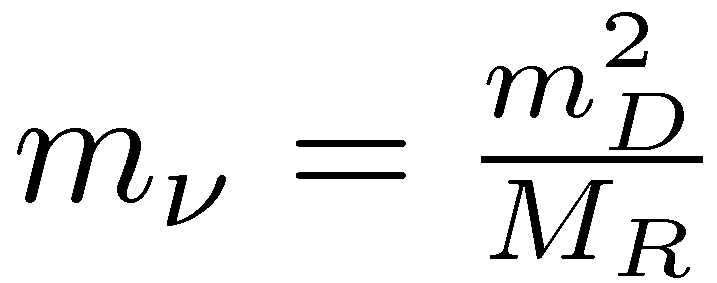 m_ν = m_D^2 / M_R